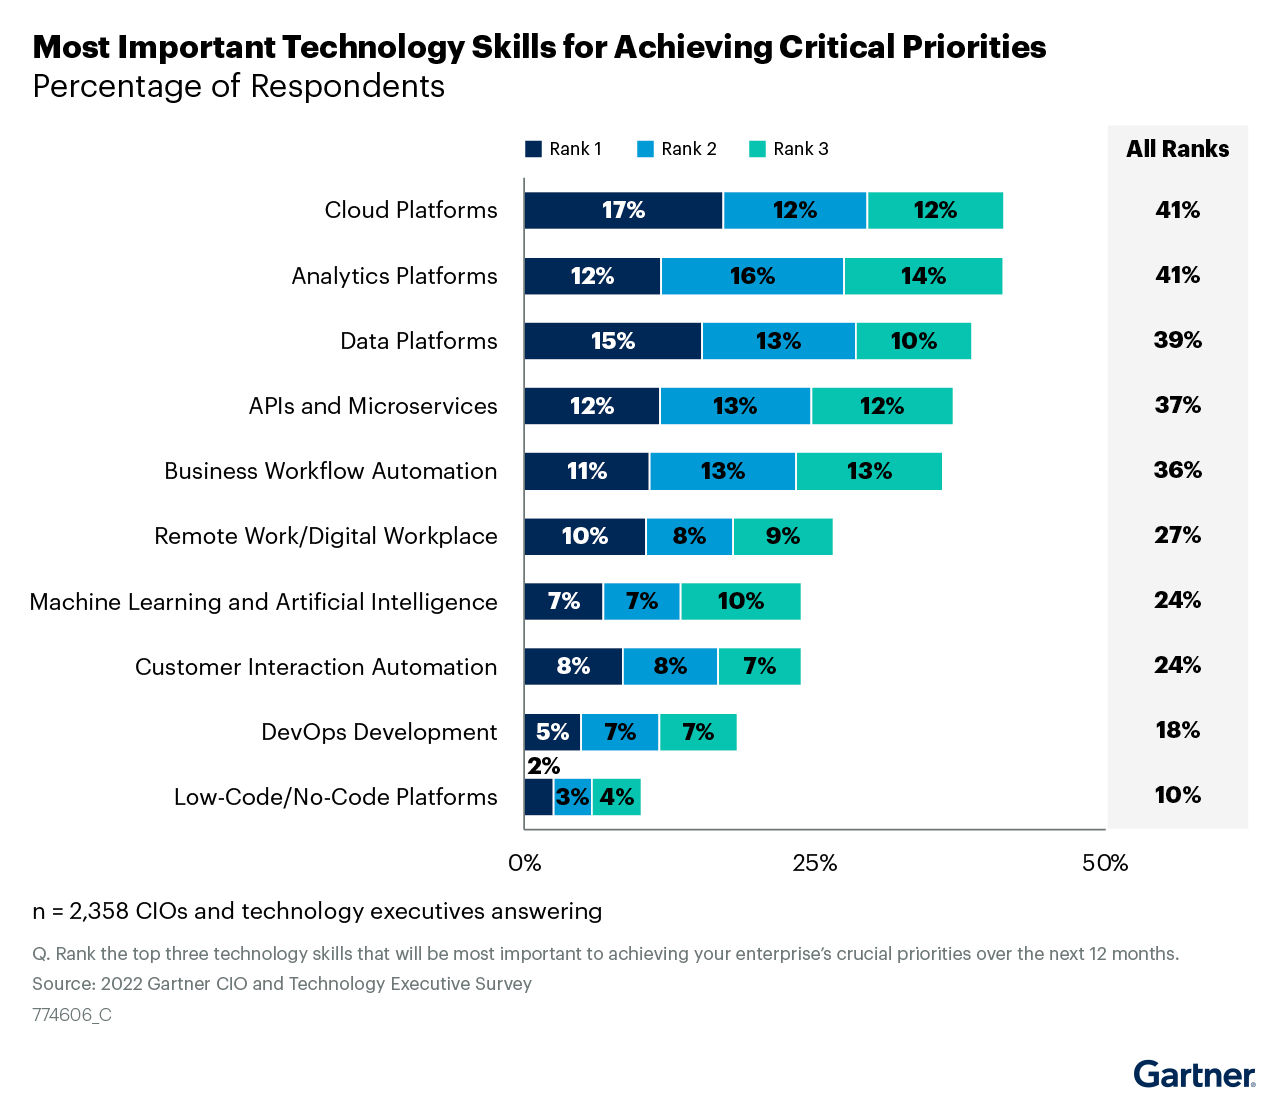 Most Important Technology Skills for Achieving Critical Priorities
Percentage of Respondents
Rank 1 Rank 2 Rank 3 All Ranks
Cloud Platforms 17% 12% 12% 41%
Analytics Platforms 12% 16% 14% 41%
Data Platforms 15% 13% 10% 39%
APIs and Microservices 12% 13% 12% 37%
Business Workflow Automation 11% 13% 13% 36%
Remote Work/Digital Workplace 10% 8% 9% 27%
Machine Learning and Artificial Intelligence 7% 7% 10% 24%
Customer Interaction Automation 8% 8% 7% 24%
DevOps Development 5% 7% 7% 18%
2%
Low-Code/No-Code Platforms 3% 4% 10%
0% 25% 50%
n = 2,358 CIOs and technology executives answering
Q. Rank the top three technology skills that will be most important to achieving your enterprise’s crucial priorities over the next 12 months.
Source: 2022 Gartner CIO and Technology Executive Survey
774606_C
Gartner®